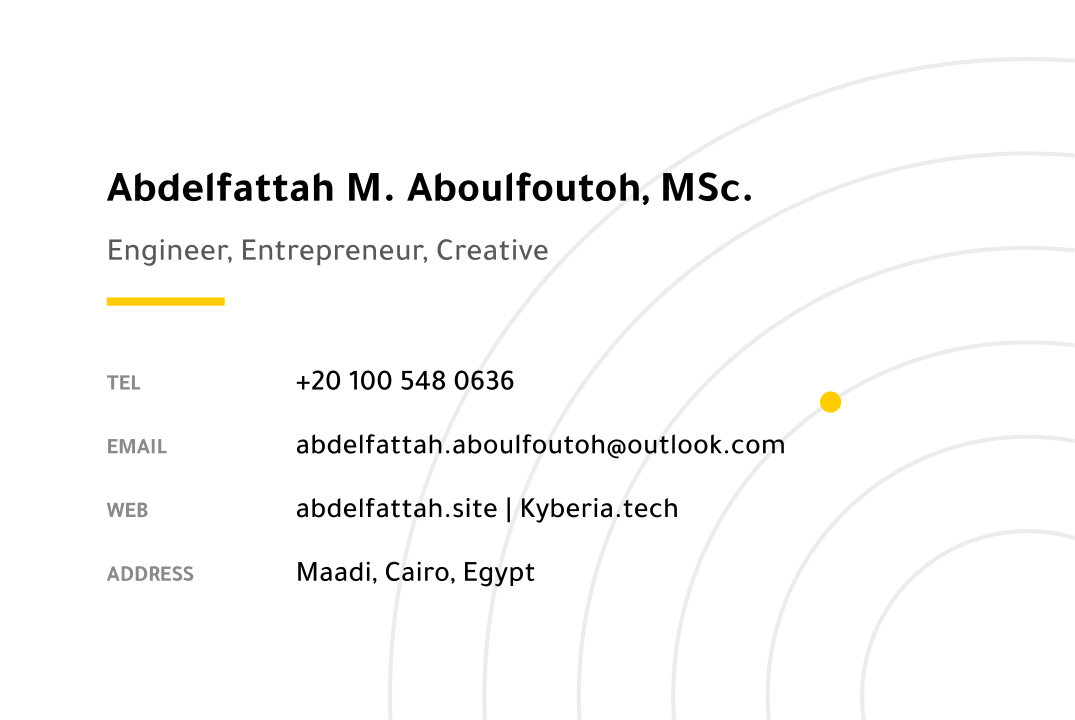 Abdelfattah M. Aboulfoutoh, MSc.
Engineer, Entrepreneur, Creative
TEL +20 100 548 0636
EMAIL abdelfattah.aboulfoutoh@outlook.com
WEB abdelfattah.site | Kyberia.tech
ADDRESS Maadi, Cairo, Egypt